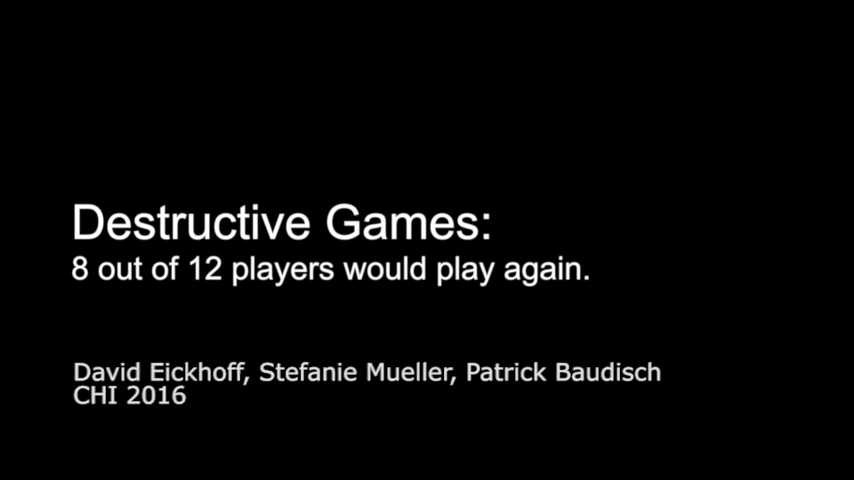 Destructive Games:
8 out of 12 players would play again.
David Eickhoff, Stefanie Mueller, Patrick Baudisch
CHI 2016